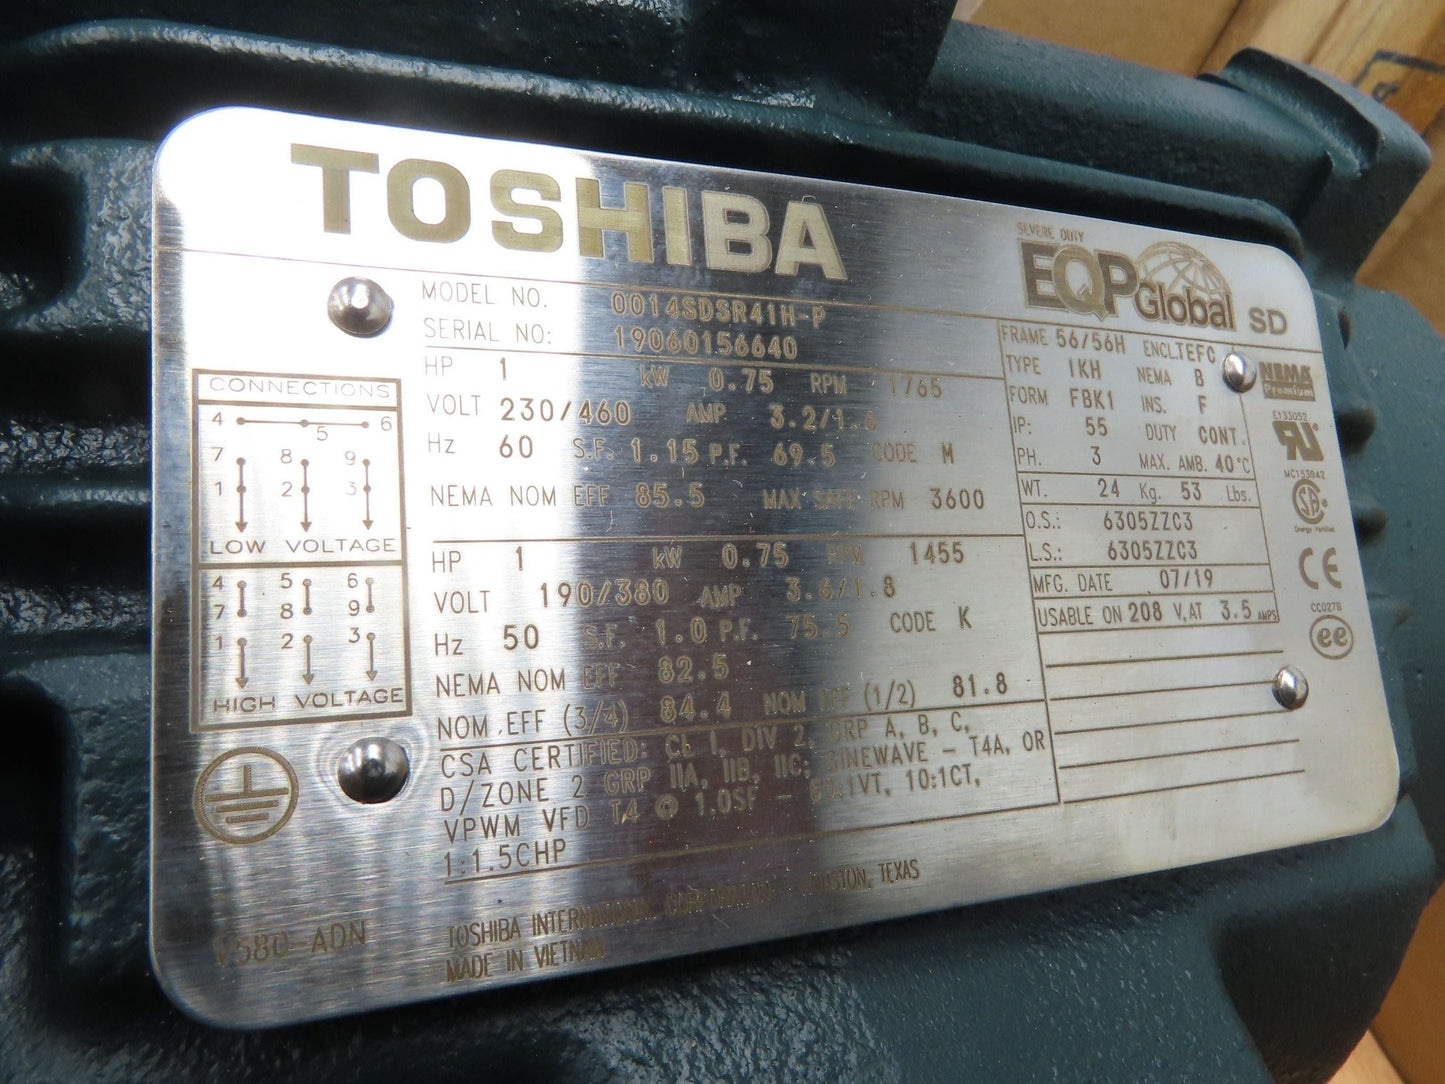 TOSHIBA
SEVERE DUTY
EQP Global SD
MODEL NO. 0014SDSR41H-P
SERIAL NO: 19060156640
HP 1 kW 0.75 RPM 1765
VOLT 230/460 AMP 3.2/1.6
Hz 60 S.F. 1.15 P.F. 69.5 CODE M
NEMA NOM EFF 85.5 MAX SAFE RPM 3600
HP 1 kW 0.75 RPM 1455
VOLT 190/380 AMP 3.6/1.8
Hz 50 S.F. 1.0 P.F. 75.5 CODE K
NEMA NOM EFF 82.5
NOM.EFF (3/4) 84.4 NOM EFF (1/2) 81.8
CSA CERTIFIED: CL I, DIV 2, GRP A, B, C,
D/ZONE 2 GRP IIA, IIB, IIC; SINEWAVE - T4A, OR
VPWM VFD T4 @ 1.0SF - :1VT, 10:1CT,
1:1.5CHP
FRAME 56/56H ENCL TEFC
TYPE IKH NEMA B
FORM FBK1 INS. F
IP: 55 DUTY CONT.
PH. 3 MAX. AMB. 40°C
WT. 24 Kg. 53 Lbs.
O.S.: 6305ZZC3
L.S.: 6305ZZC3
MFG. DATE 07/19
USABLE ON 208 V,AT 3.5 AMPS
NEMA
Premium
E133052
RU
MC153942
SA
Energy Verified
CE
CC027B
ee
CONNECTIONS
4 5 6
7 8 9
1 2 3
LOW VOLTAGE
4 5 6
7 8 9
1 2 3
HIGH VOLTAGE
580-ADN
TOSHIBA INTERNATIONAL CORPORATION HOUSTON, TEXAS
MADE IN VIETNAM